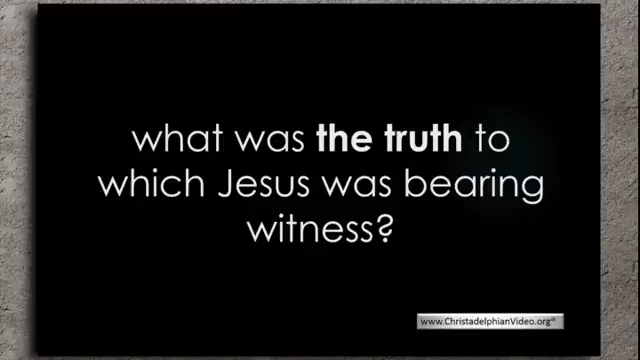 what was the truth to
which Jesus was bearing
witness?
www.ChristadelphianVideo.org®